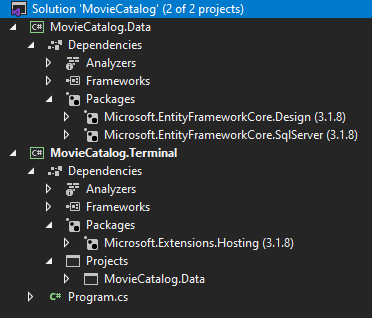 Solution 'MovieCatalog' (2 of 2 projects)
C# MovieCatalog.Data
Dependencies
Analyzers
Frameworks
Packages
Microsoft.EntityFrameworkCore.Design (3.1.8)
Microsoft.EntityFrameworkCore.SqlServer (3.1.8)
C# MovieCatalog.Terminal
Dependencies
Analyzers
Frameworks
Packages
Microsoft.Extensions.Hosting (3.1.8)
Projects
MovieCatalog.Data
C# Program.cs